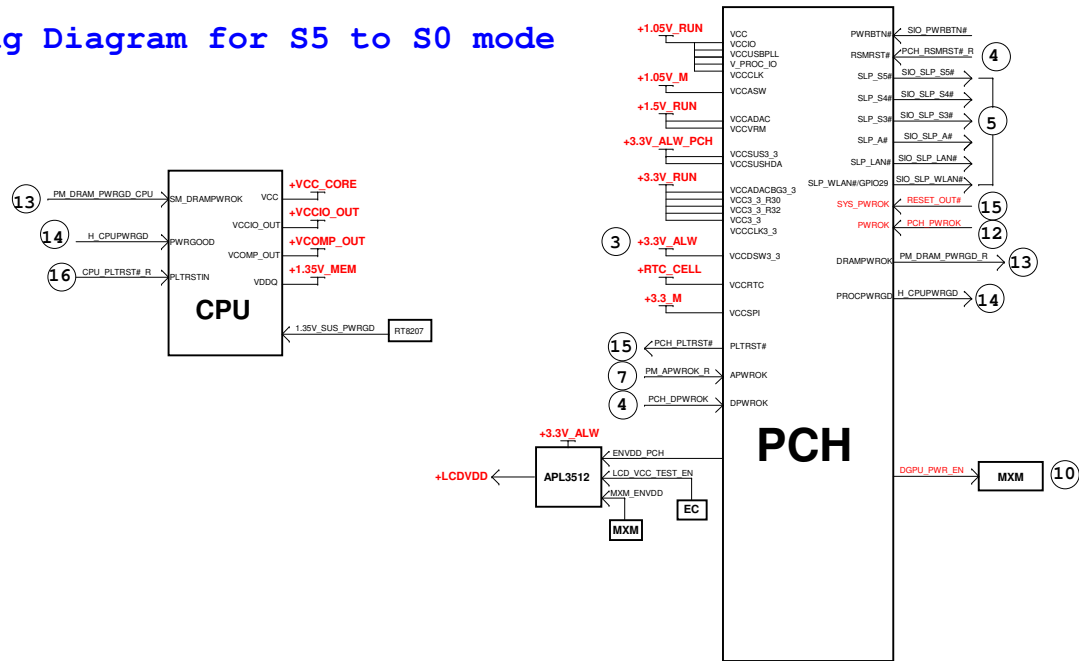 g Diagram for S5 to S0 mode
+1.05V_RUN
VCC
VCCIO
VCCUSBPLL
V_PROC_IO
VCCCLK
+1.05V_M
VCCASW
+1.5V_RUN
VCCADAC
VCCVRM
+3.3V_ALW_PCH
VCCSUS3_3
VCCSUSHDA
+3.3V_RUN
VCCADACBG3_3
VCC3_3_R30
VCC3_3_R32
VCC3_3
VCCCLK3_3
3 +3.3V_ALW
VCCDSW3_3
+RTC_CELL
VCCRTC
+3.3_M
VCCSPI
15 PCH_PLTRST# PLTRST#
7 PM_APWROK_R APWROK
4 PCH_DPWROK DPWROK
PCH
PWRBTN# SIO_PWRBTN#
RSMRST# PCH_RSMRST#_R 4
SLP_S5# SIO_SLP_S5#
SLP_S4# SIO_SLP_S4#
SLP_S3# SIO_SLP_S3# 5
SLP_A# SIO_SLP_A#
SLP_LAN# SIO_SLP_LAN#
SLP_WLAN#/GPIO29 SIO_SLP_WLAN#
SYS_PWROK RESET_OUT# 15
PWROK PCH_PWROK 12
DRAMPWROK PM_DRAM_PWRGD_R 13
PROCPWRGD H_CPUPWRGD 14
DGPU_PWR_EN MXM 10
13 PM_DRAM_PWRGD_CPU SM_DRAMPWROK
14 H_CPUPWRGD PWRGOOD
16 CPU_PLTRST#_R PLTRSTIN
CPU
VCC +VCC_CORE
VCCIO_OUT +VCCIO_OUT
VCOMP_OUT +VCOMP_OUT
VDDQ +1.35V_MEM
1.35V_SUS_PWRGD RT8207
+3.3V_ALW
+LCDVDD APL3512
ENVDD_PCH
LCD_VCC_TEST_EN
EC
MXM_ENVDD
MXM